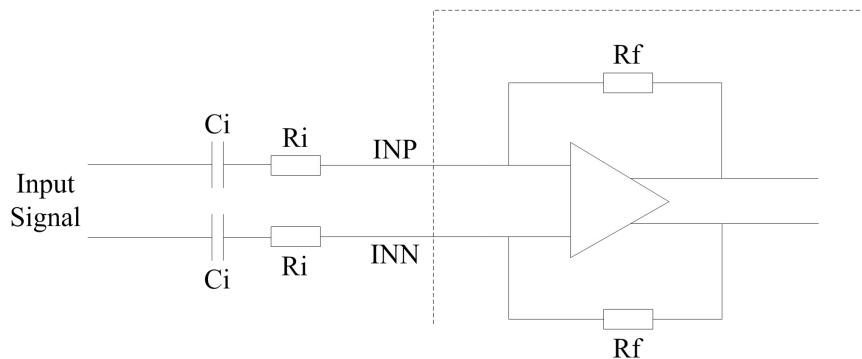 Rf
Ci
Ri
INP
Input
Signal
INN
Ri
Ci
Rf